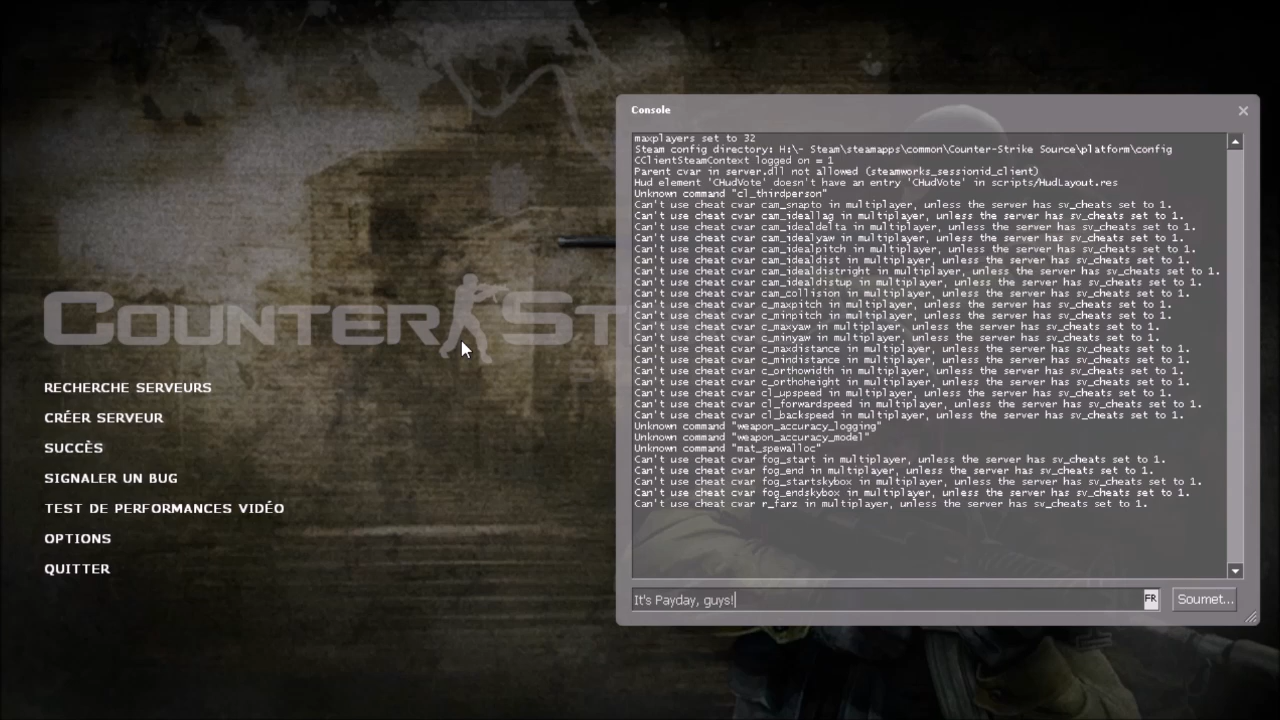 Console
maxplayers set to 32
Steam config directory: H:\- Steam\steamapps\common\Counter-Strike Source\platform\config
CClientSteamContext logged on = 1
Parent cvar in server.dll not allowed (steamworks_sessionid_client)
Hud element 'CHudVote' doesn't have an entry 'CHudVote' in scripts/HudLayout.res
Unknown command "cl_thirdperson"
Can't use cheat cvar cam_snapto in multiplayer, unless the server has sv_cheats set to 1.
Can't use cheat cvar cam_ideallag in multiplayer, unless the server has sv_cheats set to 1.
Can't use cheat cvar cam_idealdelta in multiplayer, unless the server has sv_cheats set to 1.
Can't use cheat cvar cam_idealyaw in multiplayer, unless the server has sv_cheats set to 1.
Can't use cheat cvar cam_idealpitch in multiplayer, unless the server has sv_cheats set to 1.
Can't use cheat cvar cam_idealdist in multiplayer, unless the server has sv_cheats set to 1.
Can't use cheat cvar cam_idealdistright in multiplayer, unless the server has sv_cheats set to 1.
Can't use cheat cvar cam_idealdistup in multiplayer, unless the server has sv_cheats set to 1.
Can't use cheat cvar cam_collision in multiplayer, unless the server has sv_cheats set to 1.
Can't use cheat cvar c_maxpitch in multiplayer, unless the server has sv_cheats set to 1.
Can't use cheat cvar c_minpitch in multiplayer, unless the server has sv_cheats set to 1.
Can't use cheat cvar c_maxyaw in multiplayer, unless the server has sv_cheats set to 1.
Can't use cheat cvar c_minyaw in multiplayer, unless the server has sv_cheats set to 1.
Can't use cheat cvar c_maxdistance in multiplayer, unless the server has sv_cheats set to 1.
Can't use cheat cvar c_mindistance in multiplayer, unless the server has sv_cheats set to 1.
Can't use cheat cvar c_orthowidth in multiplayer, unless the server has sv_cheats set to 1.
Can't use cheat cvar c_orthoheight in multiplayer, unless the server has sv_cheats set to 1.
Can't use cheat cvar cl_upspeed in multiplayer, unless the server has sv_cheats set to 1.
Can't use cheat cvar cl_forwardspeed in multiplayer, unless the server has sv_cheats set to 1.
Can't use cheat cvar cl_backspeed in multiplayer, unless the server has sv_cheats set to 1.
Unknown command "weapon_accuracy_logging"
Unknown command "weapon_accuracy_model"
Unknown command "mat_spewalloc"
Can't use cheat cvar fog_start in multiplayer, unless the server has sv_cheats set to 1.
Can't use cheat cvar fog_end in multiplayer, unless the server has sv_cheats set to 1.
Can't use cheat cvar fog_startskybox in multiplayer, unless the server has sv_cheats set to 1.
Can't use cheat cvar fog_endskybox in multiplayer, unless the server has sv_cheats set to 1.
Can't use cheat cvar r_farz in multiplayer, unless the server has sv_cheats set to 1.
It's Payday, guys!
FR
Soumet...
COUNTER ST
RECHERCHE SERVEURS
CRÉER SERVEUR
SUCCÈS
SIGNALER UN BUG
TEST DE PERFORMANCES VIDÉO
OPTIONS
QUITTER